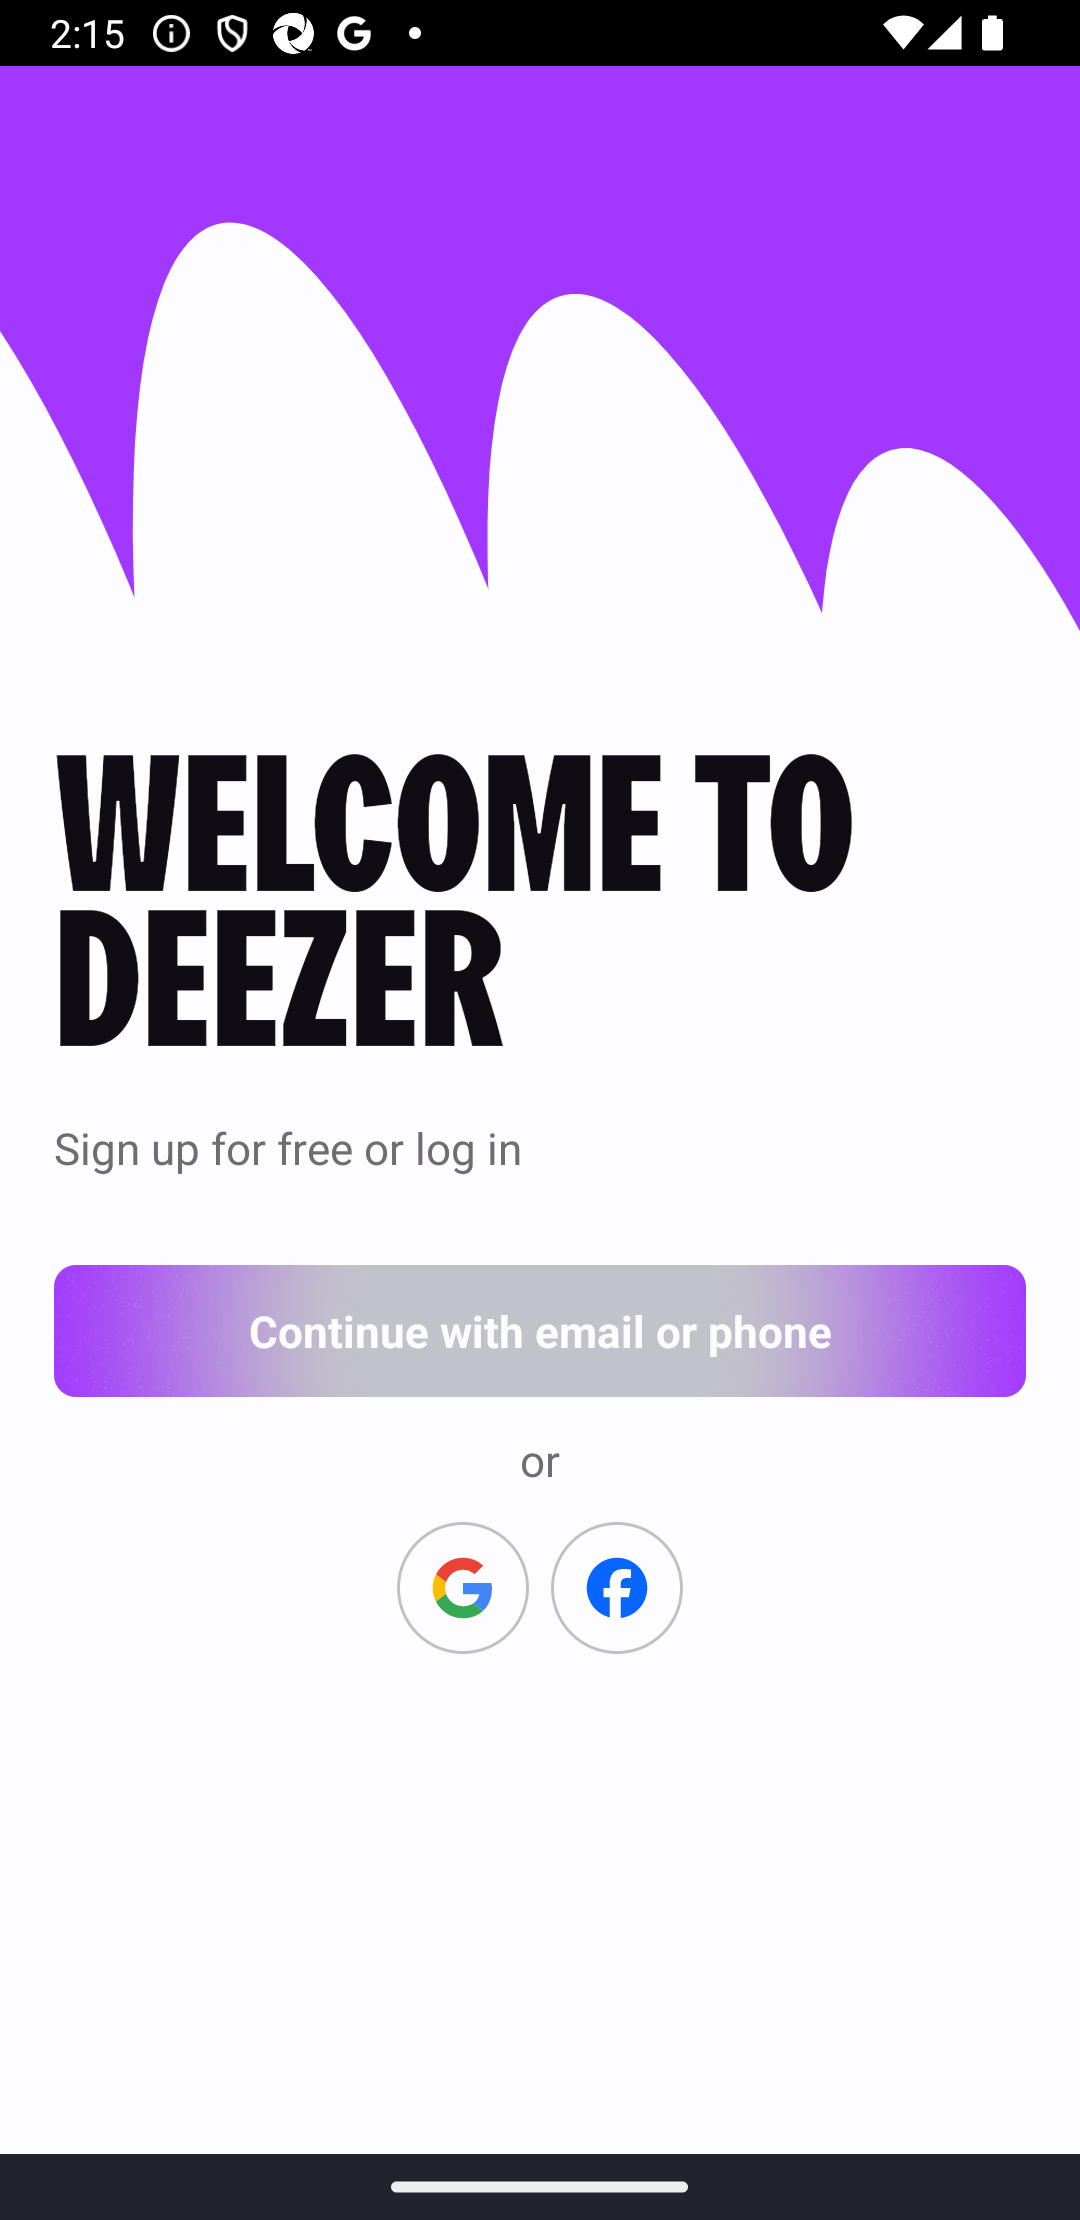 2:15
WELCOME TO
DEEZER
Sign up for free or log in
Continue with email or phone
or